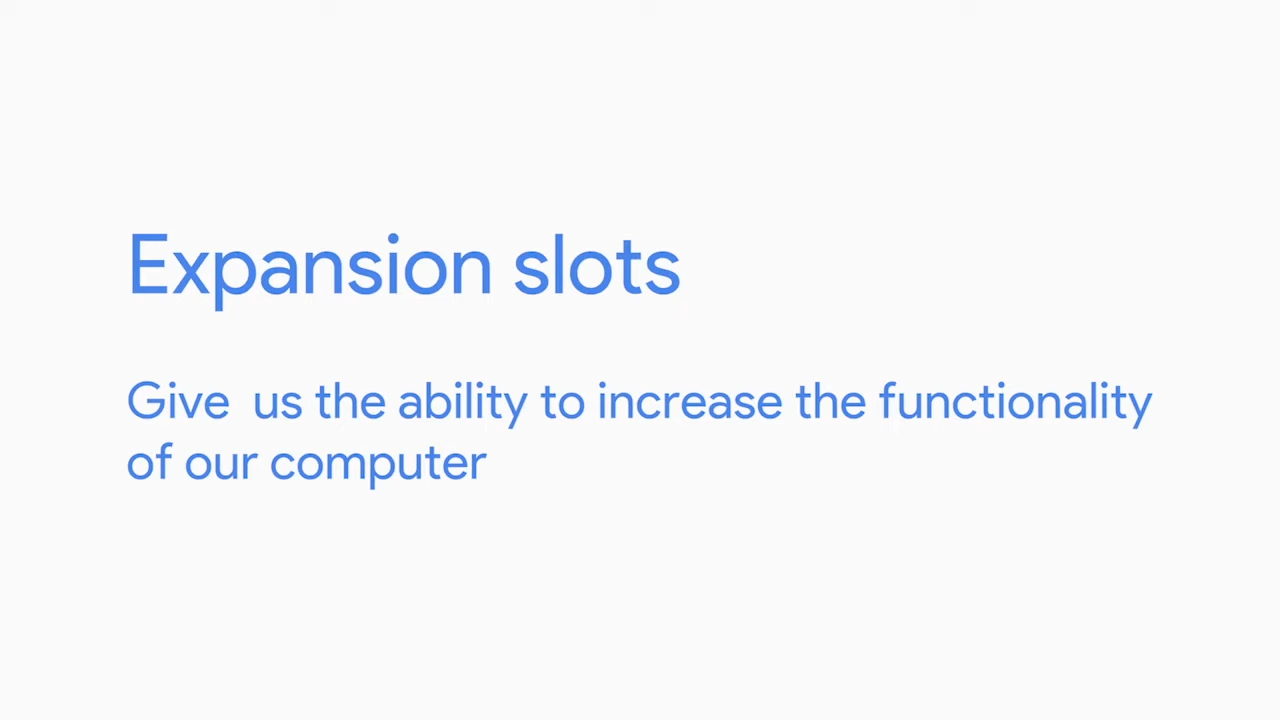 Expansion slots
Give  us the ability to increase the functionality
of our computer